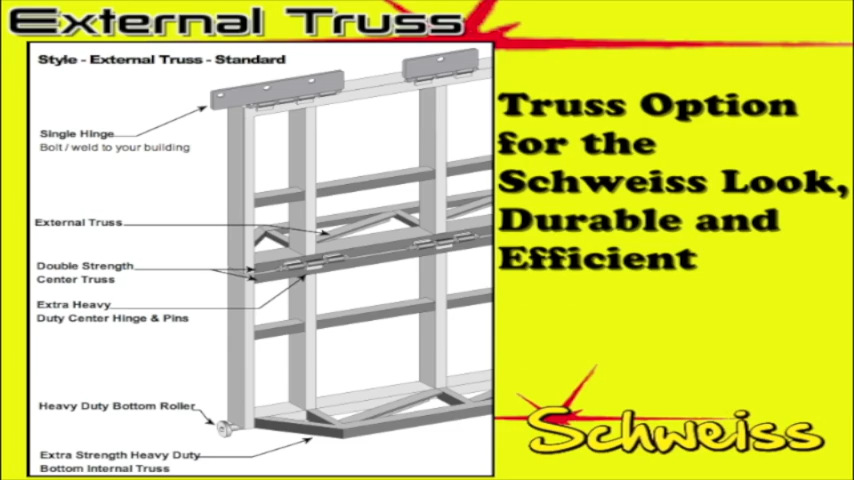 External Truss
Style - External Truss - Standard
Single Hinge
Bolt / weld to your building
External Truss
Double Strength
Center Truss
Extra Heavy
Duty Center Hinge & Pins
Heavy Duty Bottom Roller
Extra Strength Heavy Duty
Bottom Internal Truss
Truss Option
for the
Schweiss Look,
Durable and
Efficient
Schweiss